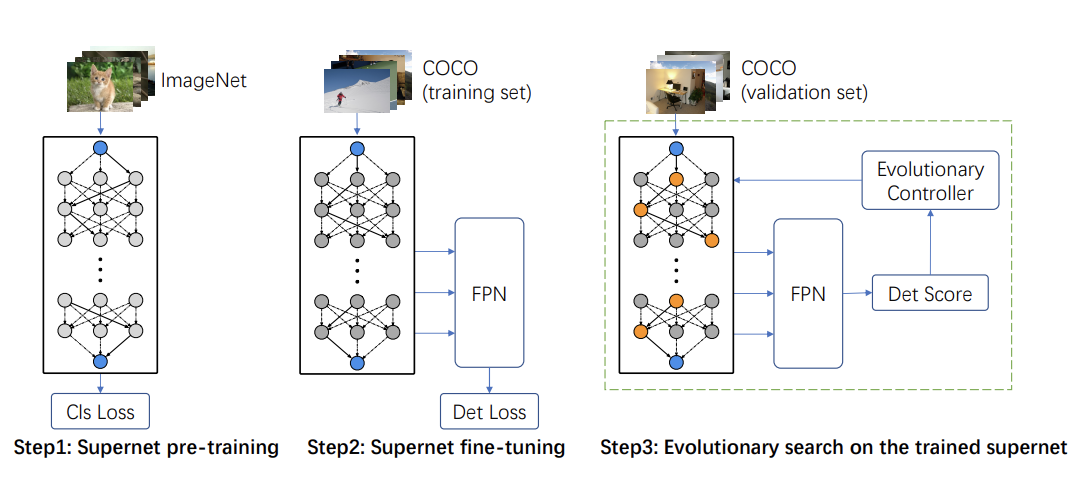 ImageNet
Cls Loss
Step1: Supernet pre-training
COCO
(training set)
FPN
Det Loss
Step2: Supernet fine-tuning
COCO
(validation set)
Evolutionary
Controller
FPN
Det Score
Step3: Evolutionary search on the trained supernet